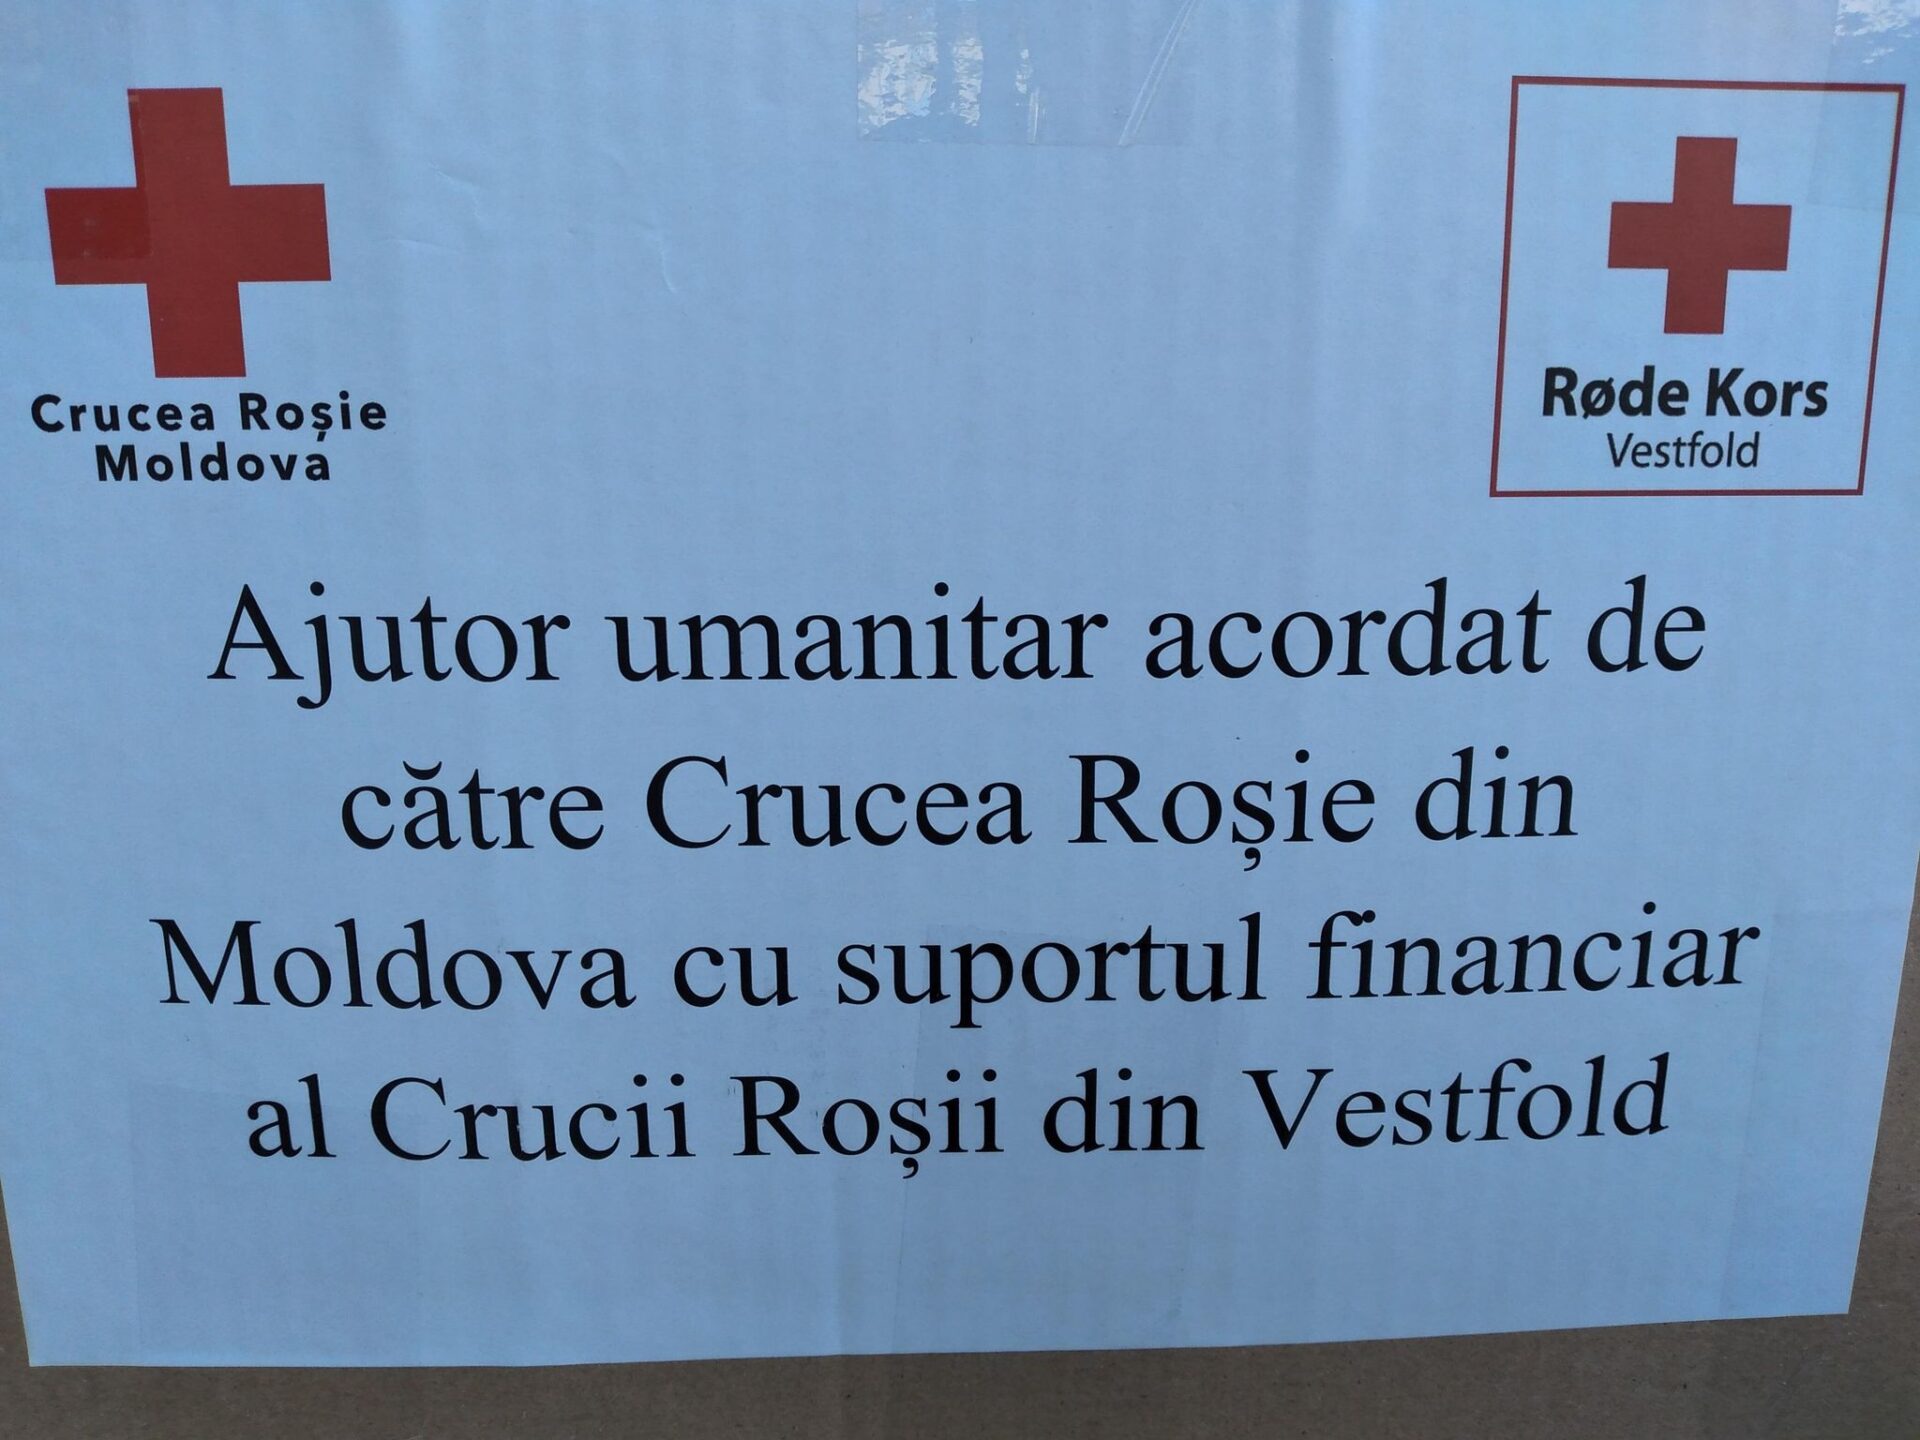 Crucea Roșie
Moldova
Røde Kors
Vestfold
Ajutor umanitar acordat de
către Crucea Roșie din
Moldova cu suportul financiar
al Crucii Roșii din Vestfold